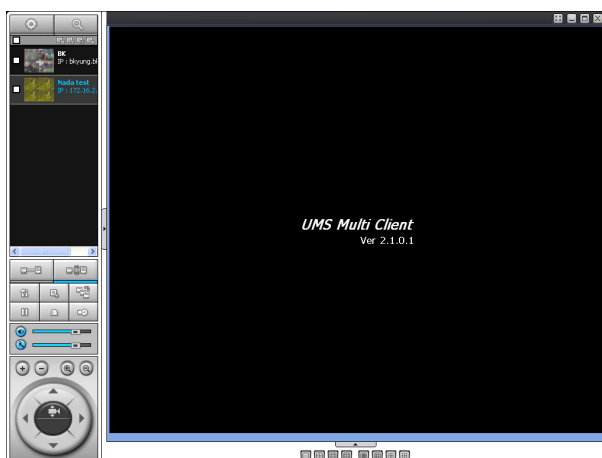 BK
IP : bkyung.bl
Nada test
IP : 172.16.2.
UMS Multi Client
Ver 2.1.0.1